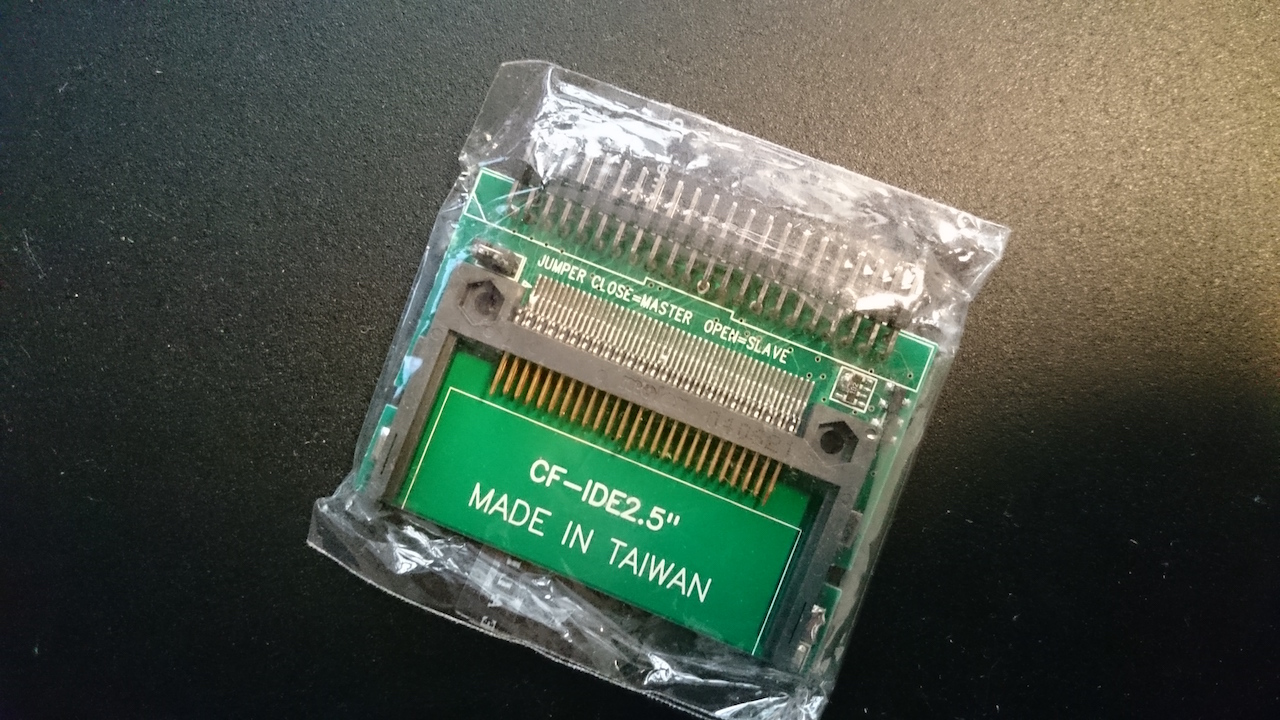 JUMPER CLOSE=MASTER OPEN=SLAVE
CF-IDE2.5"
MADE IN TAIWAN